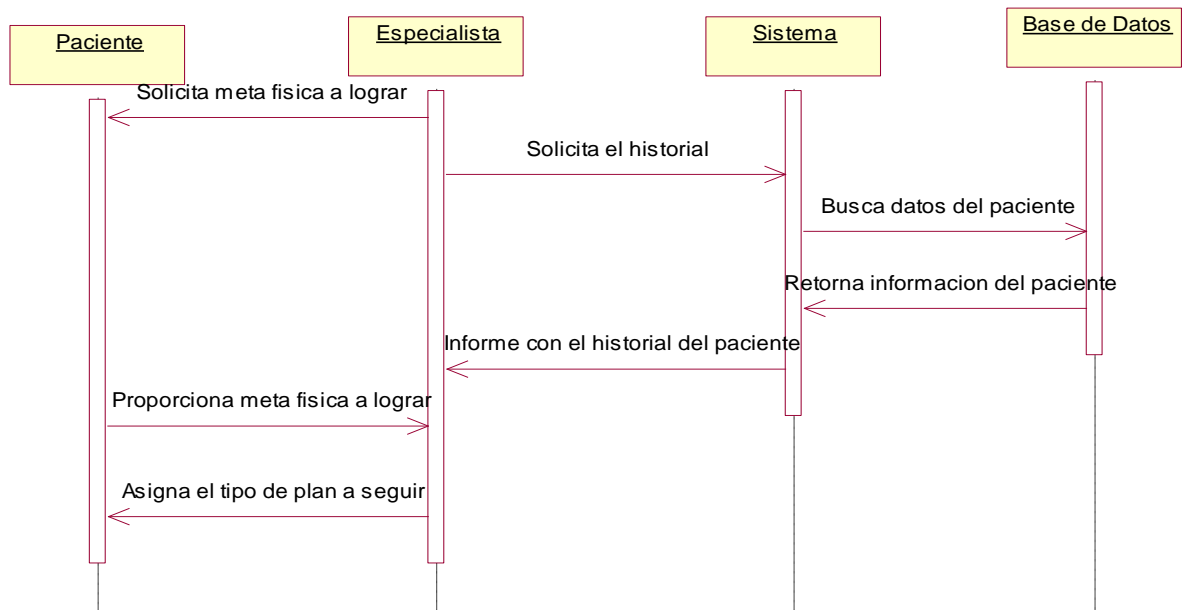 Paciente
Especialista
Sistema
Base de Datos
Solicita meta fisica a lograr
Solicita el historial
Busca datos del paciente
Retorna informacion del paciente
Informe con el historial del paciente
Proporciona meta fisica a lograr
Asigna el tipo de plan a seguir